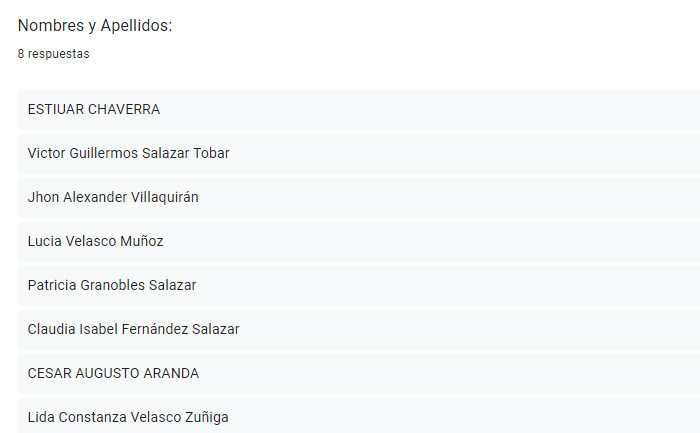 Nombres y Apellidos:
8 respuestas
ESTIUAR CHAVERRA
Victor Guillermos Salazar Tobar
Jhon Alexander Villaquirán
Lucia Velasco Muñoz
Patricia Granobles Salazar
Claudia Isabel Fernández Salazar
CESAR AUGUSTO ARANDA
Lida Constanza Velasco Zuñiga